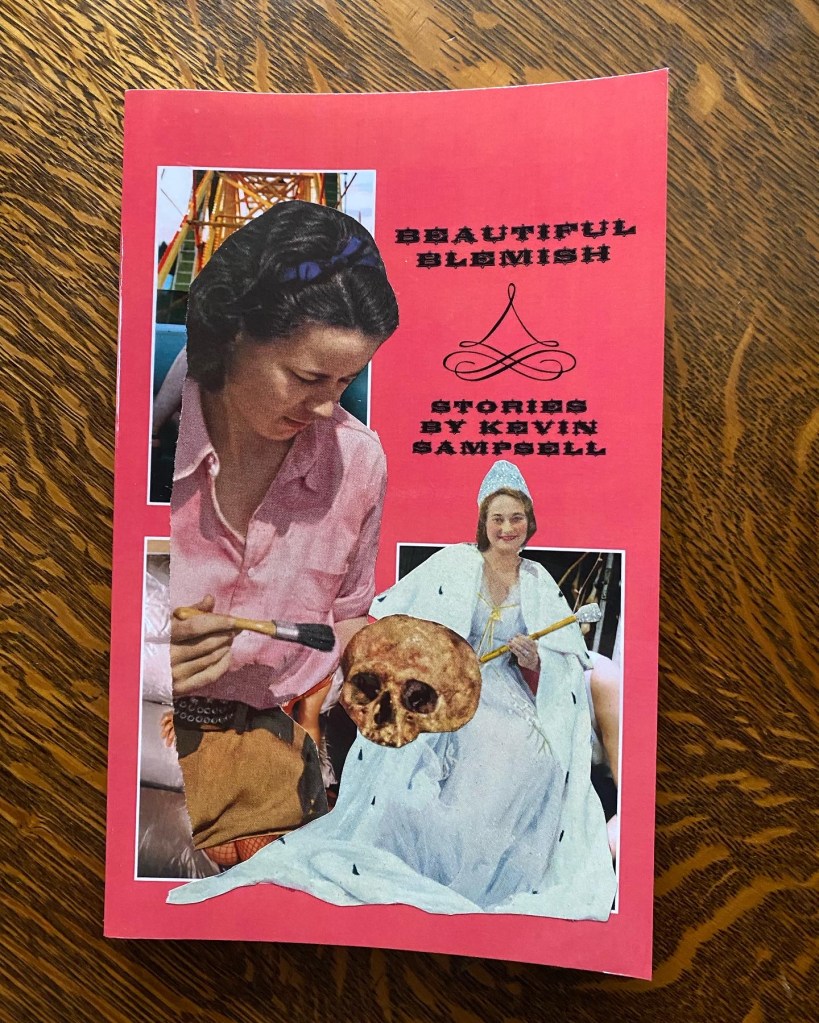 BEAUTIFUL
BLEMISH
STORIES
BY KEVIN
SAMPSELL